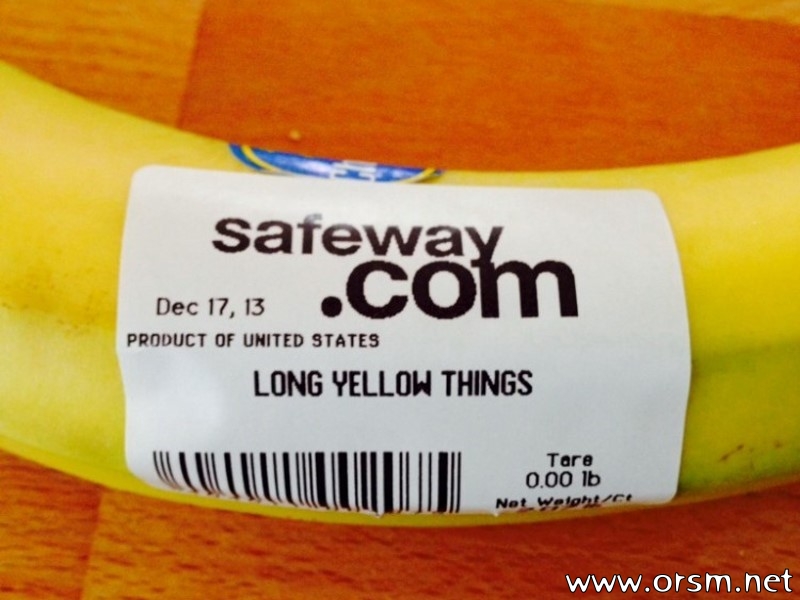 safeway
.com
Dec 17, 13
PRODUCT OF UNITED STATES
LONG YELLOW THINGS
Tare
0.00 lb
Net Weight/Ct
www.orsm.net